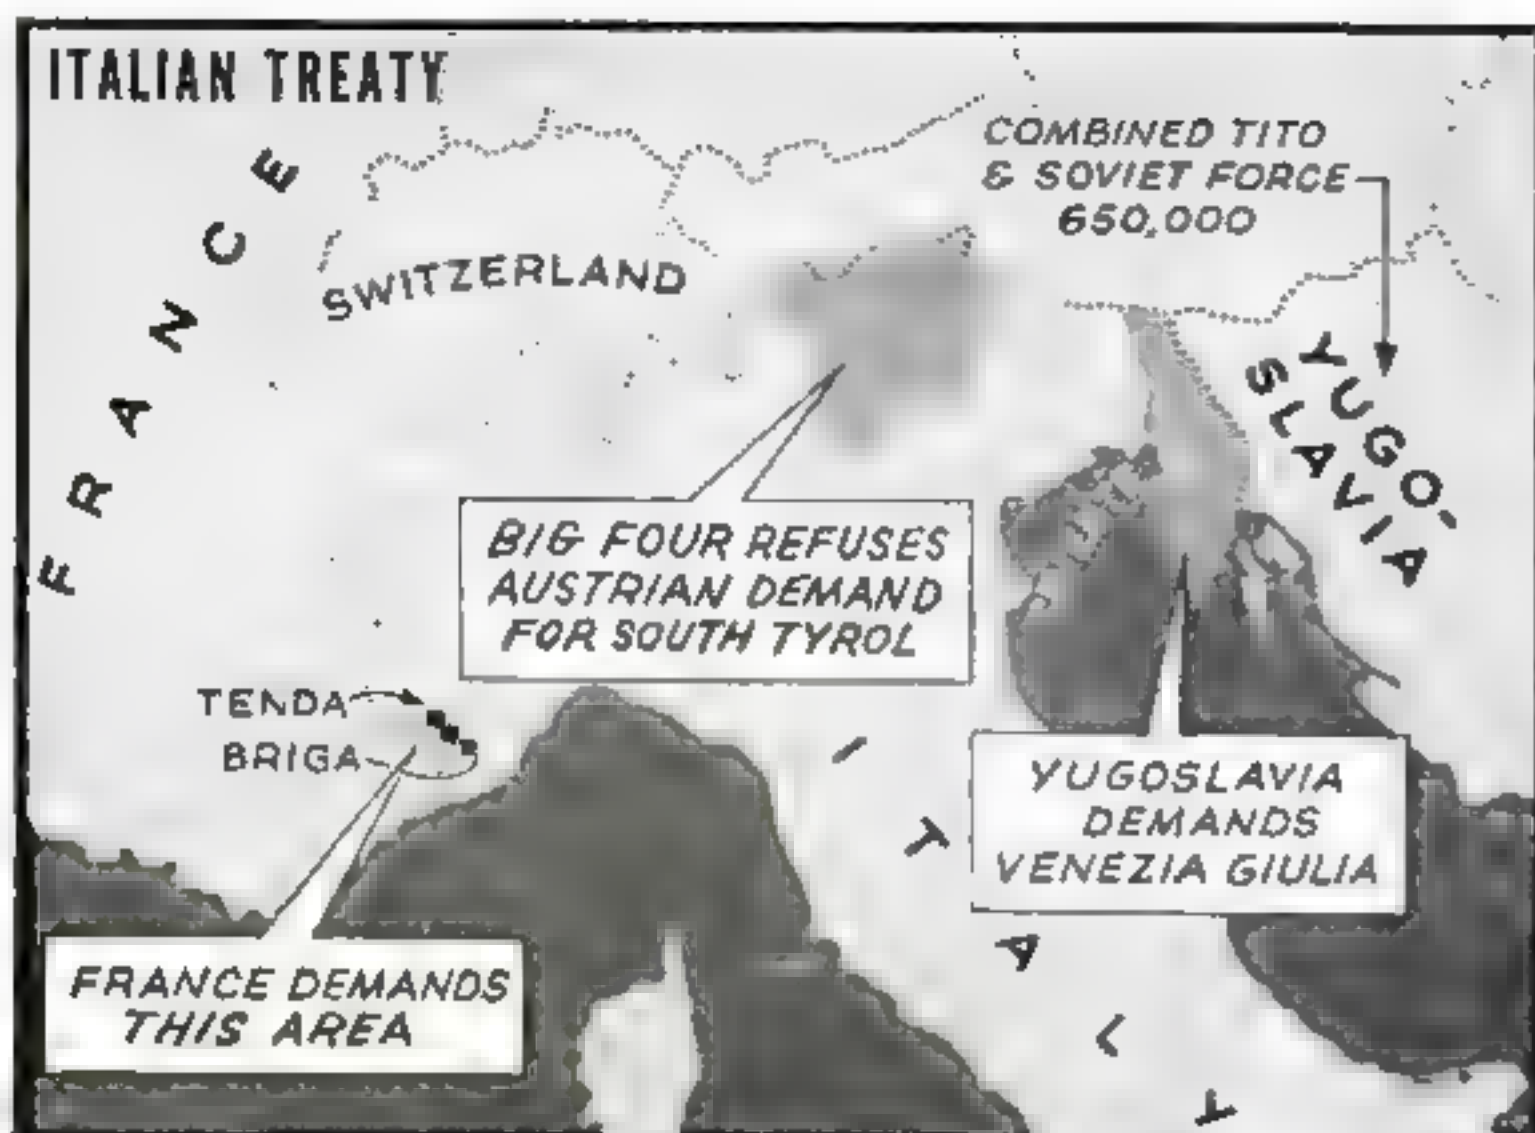 ITALIAN TREATY
FRANCE
SWITZERLAND
COMBINED TITO
& SOVIET FORCE
650,000
YUGO-
SLAVIA
BIG FOUR REFUSES
AUSTRIAN DEMAND
FOR SOUTH TYROL
TENDA
BRIGA
YUGOSLAVIA
DEMANDS
VENEZIA GIULIA
ITALY
FRANCE DEMANDS
THIS AREA